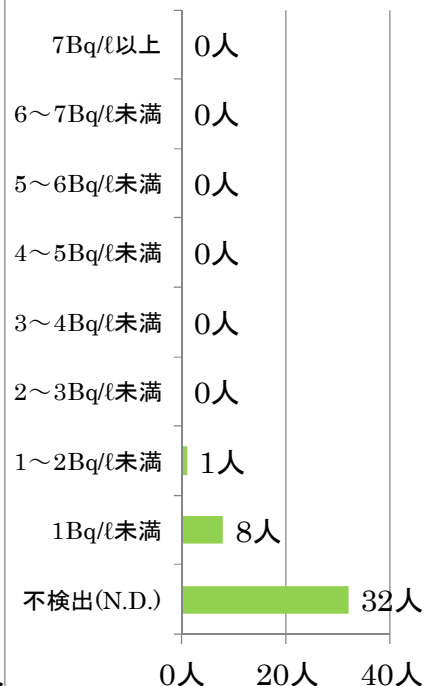 7Bq/ℓ以上 0人
6～7Bq/ℓ未満 0人
5～6Bq/ℓ未満 0人
4～5Bq/ℓ未満 0人
3～4Bq/ℓ未満 0人
2～3Bq/ℓ未満 0人
1～2Bq/ℓ未満 1人
1Bq/ℓ未満 8人
不検出(N.D.) 32人
0人 20人 40人